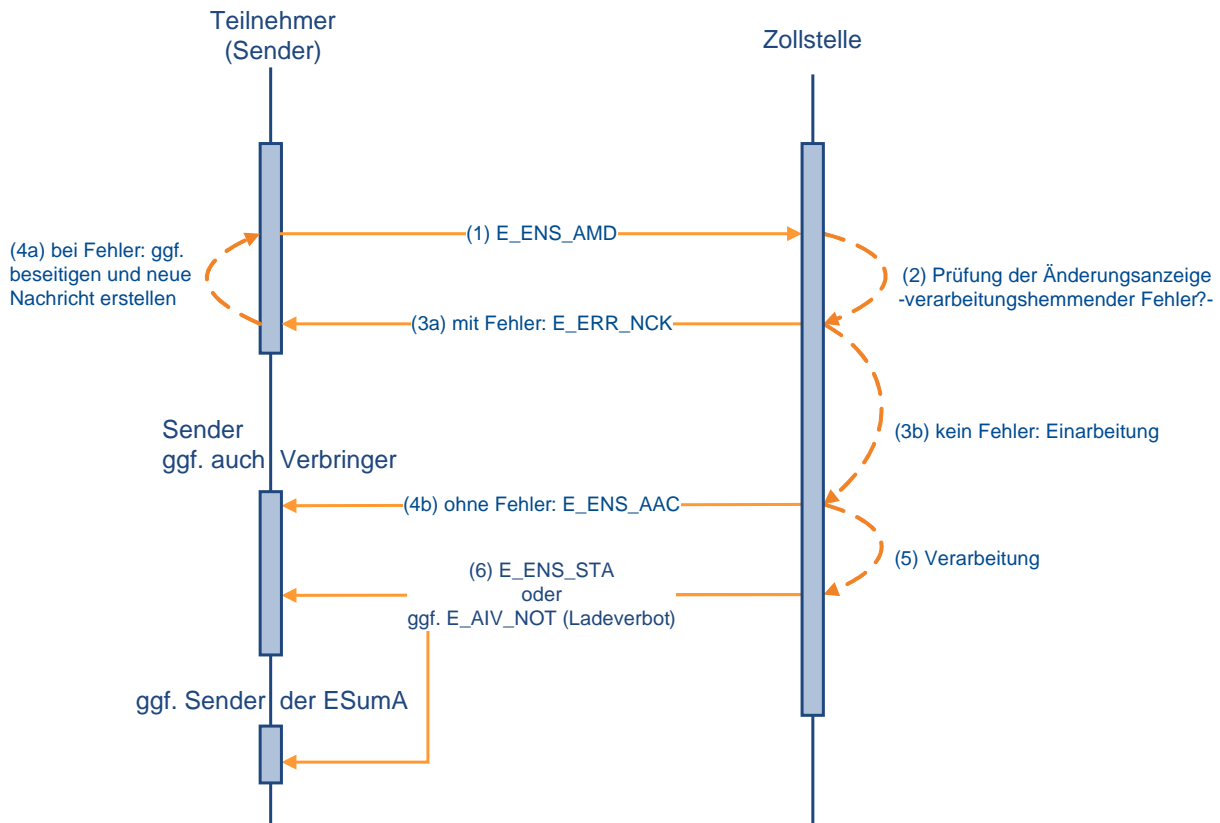 Teilnehmer
(Sender)
Zollstelle
(1) E_ENS_AMD
(4a) bei Fehler: ggf.
beseitigen und neue
Nachricht erstellen
(2) Prüfung der Änderungsanzeige
-verarbeitungshemmender Fehler?-
(3a) mit Fehler: E_ERR_NCK
Sender
ggf. auch Verbringer
(3b) kein Fehler: Einarbeitung
(4b) ohne Fehler: E_ENS_AAC
(5) Verarbeitung
(6) E_ENS_STA
oder
ggf. E_AIV_NOT (Ladeverbot)
ggf. Sender der ESumA